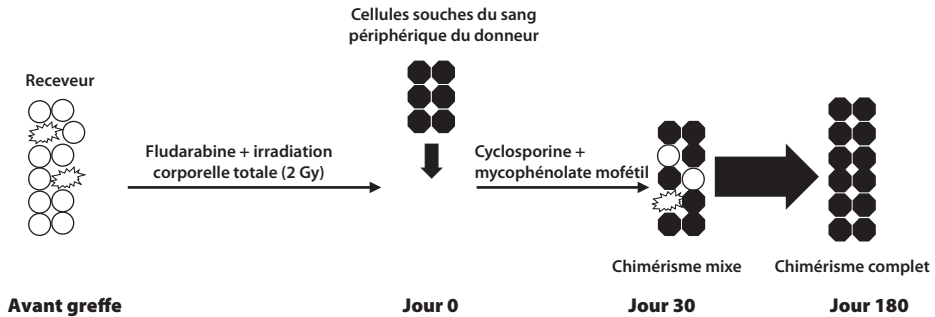 Cellules souches du sang
périphérique du donneur
Receveur
Fludarabine + irradiation
corporelle totale (2 Gy)
Cyclosporine +
mycophénolate mofétil
Chimérisme mixe
Chimérisme complet
Avant greffe
Jour 0
Jour 30
Jour 180